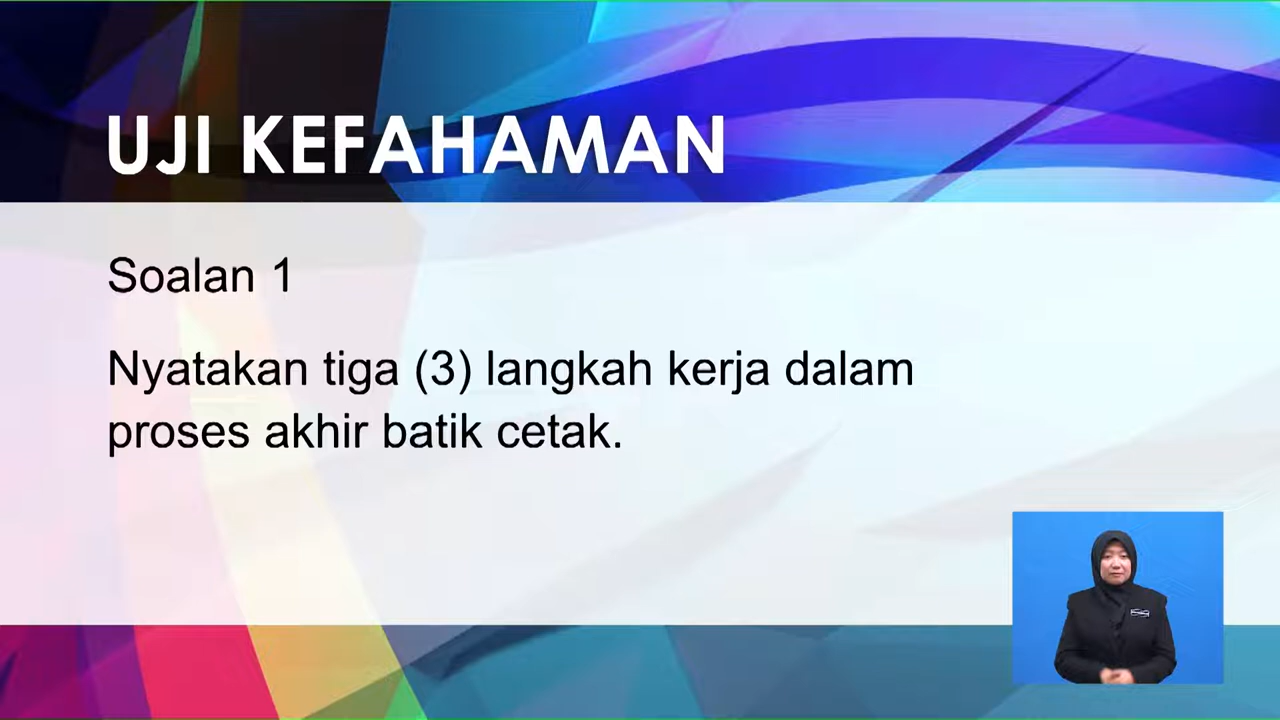 UJI KEFAHAMAN
Soalan 1
Nyatakan tiga (3) langkah kerja dalam
proses akhir batik cetak.